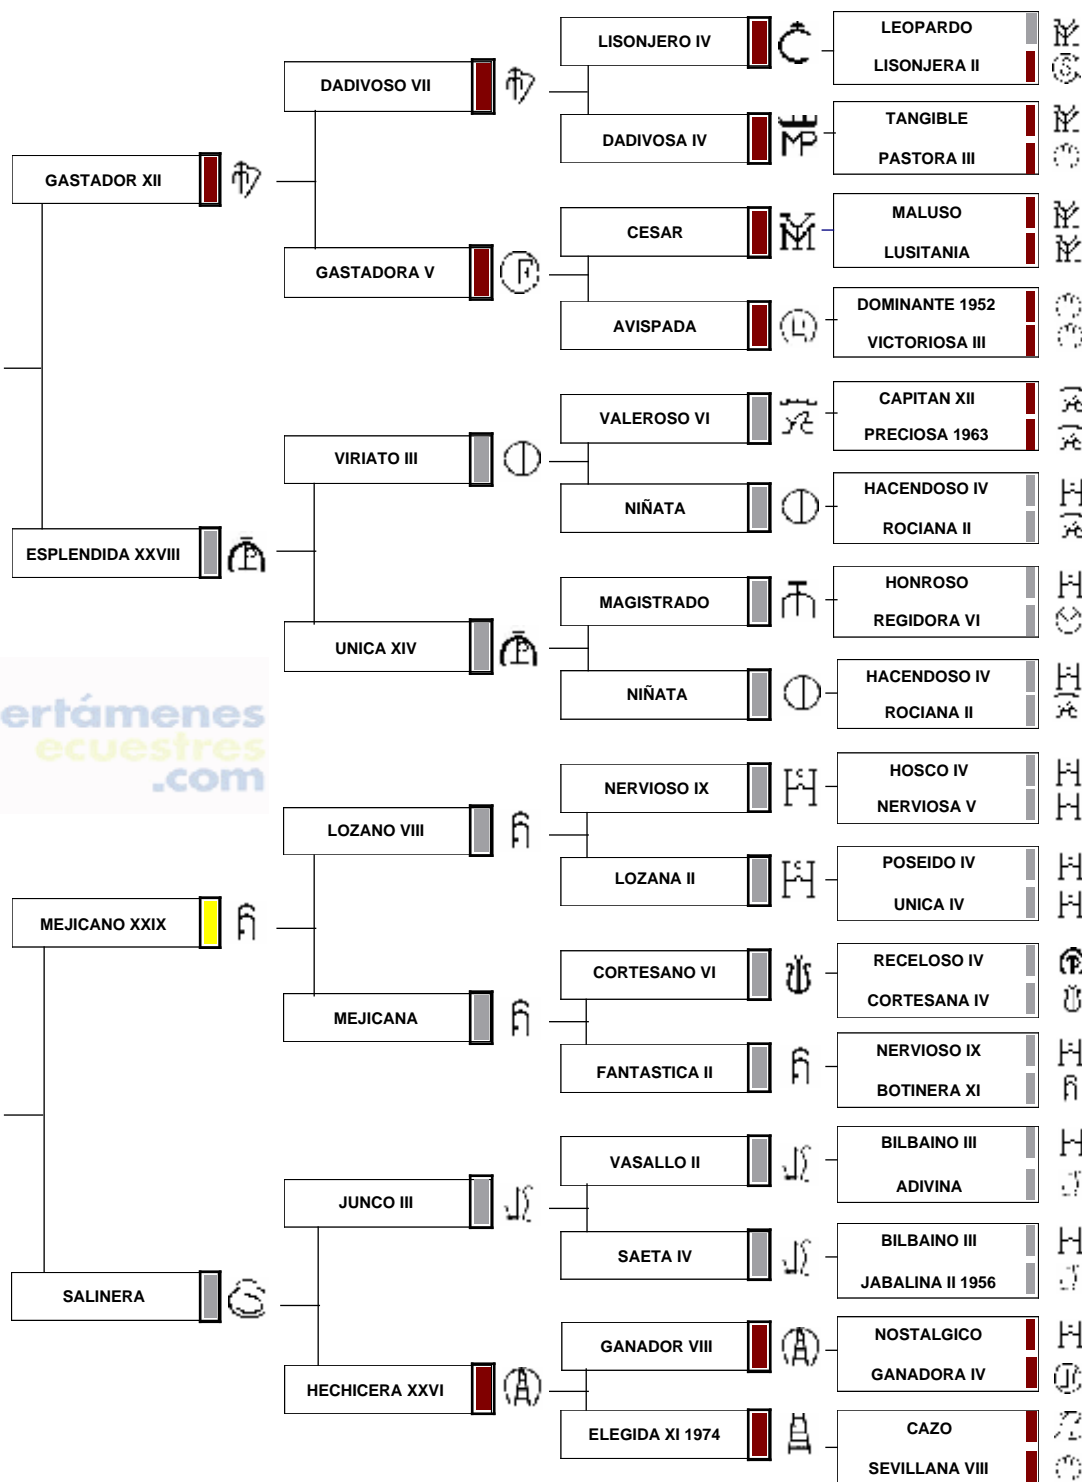 LISONJERO IV
LEOPARDO
LISONJERA II
DADIVOSO VII
DADIVOSA IV
TANGIBLE
PASTORA III
GASTADOR XII
CESAR
MALUSO
LUSITANIA
GASTADORA V
AVISPADA
DOMINANTE 1952
VICTORIOSA III
VALEROSO VI
CAPITAN XII
PRECIOSA 1963
VIRIATO III
NIÑATA
HACENDOSO IV
ROCIANA II
ESPLENDIDA XXVIII
MAGISTRADO
HONROSO
REGIDORA VI
UNICA XIV
NIÑATA
HACENDOSO IV
ROCIANA II
ertámenes
ecuestres
.com
NERVIOSO IX
HOSCO IV
NERVIOSA V
LOZANO VIII
LOZANA II
POSEIDO IV
UNICA IV
MEJICANO XXIX
CORTESANO VI
RECELOSO IV
CORTESANA IV
MEJICANA
FANTASTICA II
NERVIOSO IX
BOTINERA XI
VASALLO II
BILBAINO III
ADIVINA
JUNCO III
SAETA IV
BILBAINO III
JABALINA II 1956
SALINERA
GANADOR VIII
NOSTALGICO
GANADORA IV
HECHICERA XXVI
ELEGIDA XI 1974
CAZO
SEVILLANA VIII